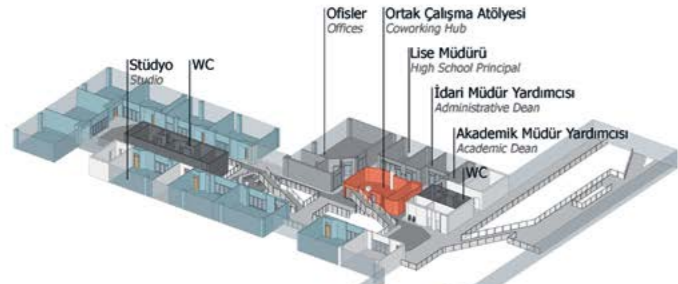 Ofisler
Offices
Ortak Çalışma Atölyesi
Coworking Hub
Lise Müdürü
High School Principal
Stüdyo
Studio
WC
İdari Müdür Yardımcısı
Administrative Dean
Akademik Müdür Yardımcısı
Academic Dean
WC